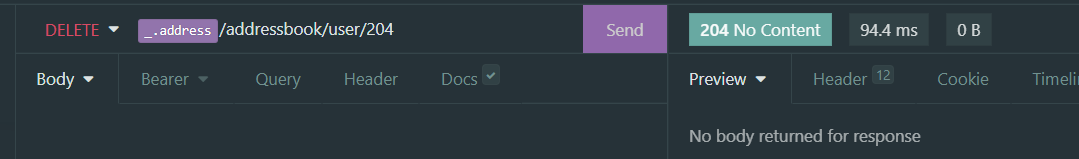 DELETE _.address/addressbook/user/204 Send 204 No Content 94.4 ms 0 B
Body Bearer Query Header Docs Preview Header 12 Cookie Timeli
No body returned for response